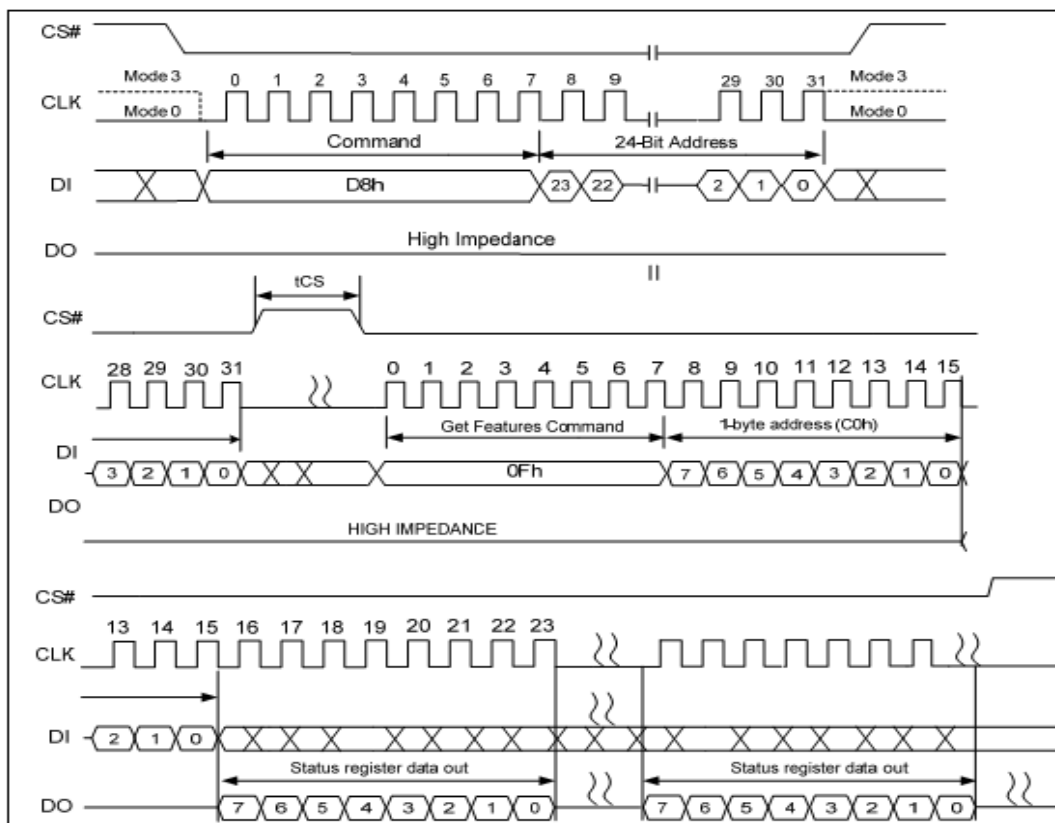 CS#
Mode 3
0 1 2 3 4 5 6 7 8 9 29 30 31
Mode 3
CLK
Mode 0
Mode 0
Command
24-Bit Address
DI
D8h
23 22 2 1 0
High Impedance
DO
tCS
CS#
28 29 30 31 0 1 2 3 4 5 6 7 8 9 10 11 12 13 14 15
CLK
Get Features Command
1-byte address (C0h)
DI
3 2 1 0
0Fh
7 6 5 4 3 2 1 0
DO
HIGH IMPEDANCE
CS#
13 14 15 16 17 18 19 20 21 22 23
CLK
DI
2 1 0
Status register data out
Status register data out
DO
7 6 5 4 3 2 1 0
7 6 5 4 3 2 1 0